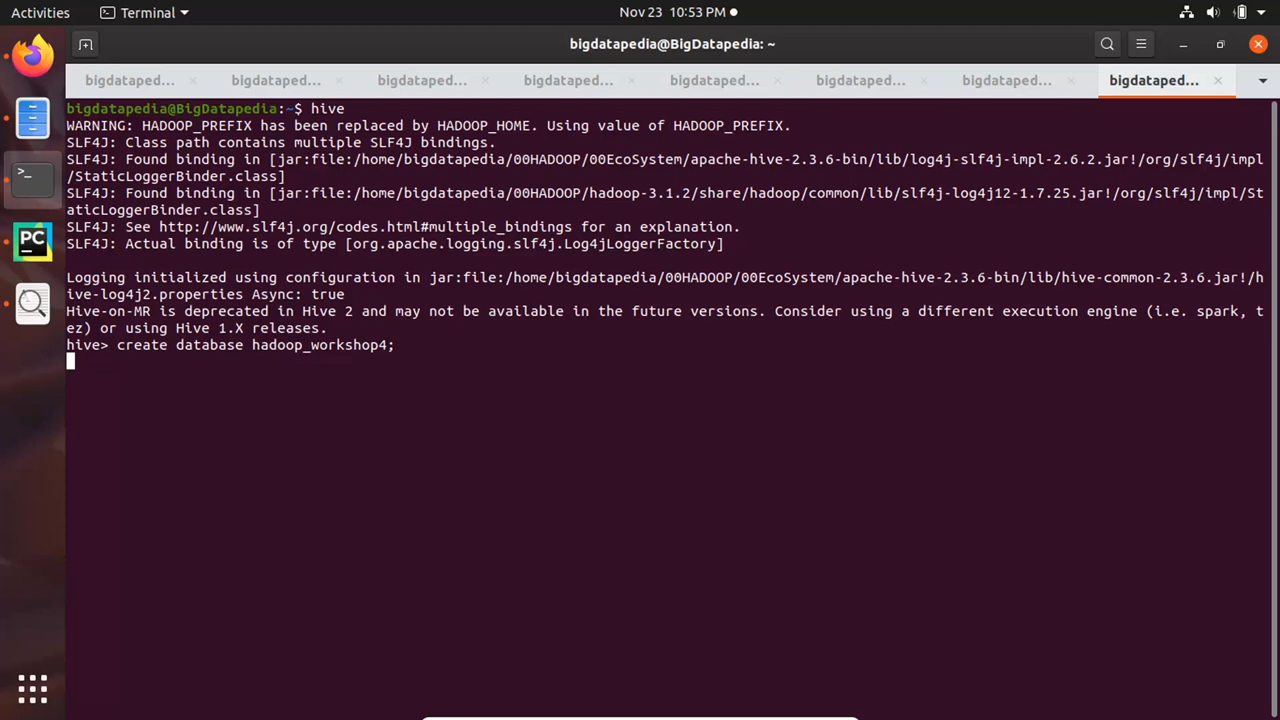 Activities
Terminal
Nov 23 10:53 PM
bigdatapedia@BigDatapedia: ~
bigdataped... bigdataped... bigdataped... bigdataped... bigdataped... bigdataped... bigdataped... bigdataped...
bigdatapedia@BigDatapedia:~$ hive
WARNING: HADOOP_PREFIX has been replaced by HADOOP_HOME. Using value of HADOOP_PREFIX.
SLF4J: Class path contains multiple SLF4J bindings.
SLF4J: Found binding in [jar:file:/home/bigdatapedia/00HADOOP/00EcoSystem/apache-hive-2.3.6-bin/lib/log4j-slf4j-impl-2.6.2.jar!/org/slf4j/impl
/StaticLoggerBinder.class]
SLF4J: Found binding in [jar:file:/home/bigdatapedia/00HADOOP/hadoop-3.1.2/share/hadoop/common/lib/slf4j-log4j12-1.7.25.jar!/org/slf4j/impl/St
aticLoggerBinder.class]
SLF4J: See http://www.slf4j.org/codes.html#multiple_bindings for an explanation.
SLF4J: Actual binding is of type [org.apache.logging.slf4j.Log4jLoggerFactory]
Logging initialized using configuration in jar:file:/home/bigdatapedia/00HADOOP/00EcoSystem/apache-hive-2.3.6-bin/lib/hive-common-2.3.6.jar!/h
ive-log4j2.properties Async: true
Hive-on-MR is deprecated in Hive 2 and may not be available in the future versions. Consider using a different execution engine (i.e. spark, t
ez) or using Hive 1.X releases.
hive> create database hadoop_workshop4;
>_
PC